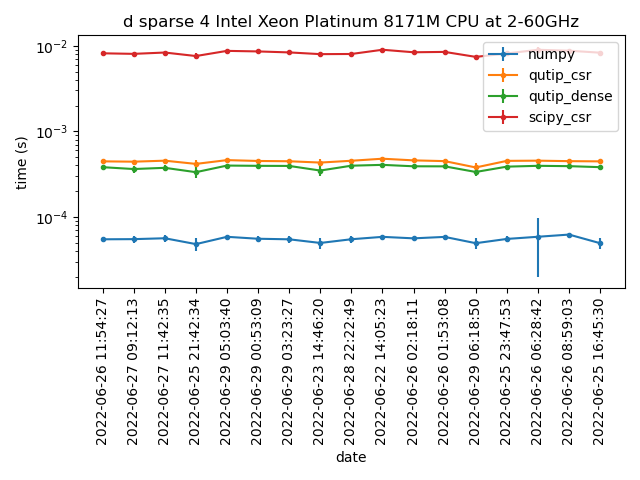 d sparse 4 Intel Xeon Platinum 8171M CPU at 2-60GHz
numpy
qutip_csr
qutip_dense
scipy_csr
time (s)
10⁻²
10⁻³
10⁻⁴
2022-06-26 11:54:27
2022-06-27 09:12:13
2022-06-27 11:42:35
2022-06-25 21:42:34
2022-06-29 05:03:40
2022-06-29 00:53:09
2022-06-29 03:23:27
2022-06-23 14:46:20
2022-06-28 22:22:49
2022-06-22 14:05:23
2022-06-26 02:18:11
2022-06-26 01:53:08
2022-06-29 06:18:50
2022-06-25 23:47:53
2022-06-26 06:28:42
2022-06-26 08:59:03
2022-06-25 16:45:30
date